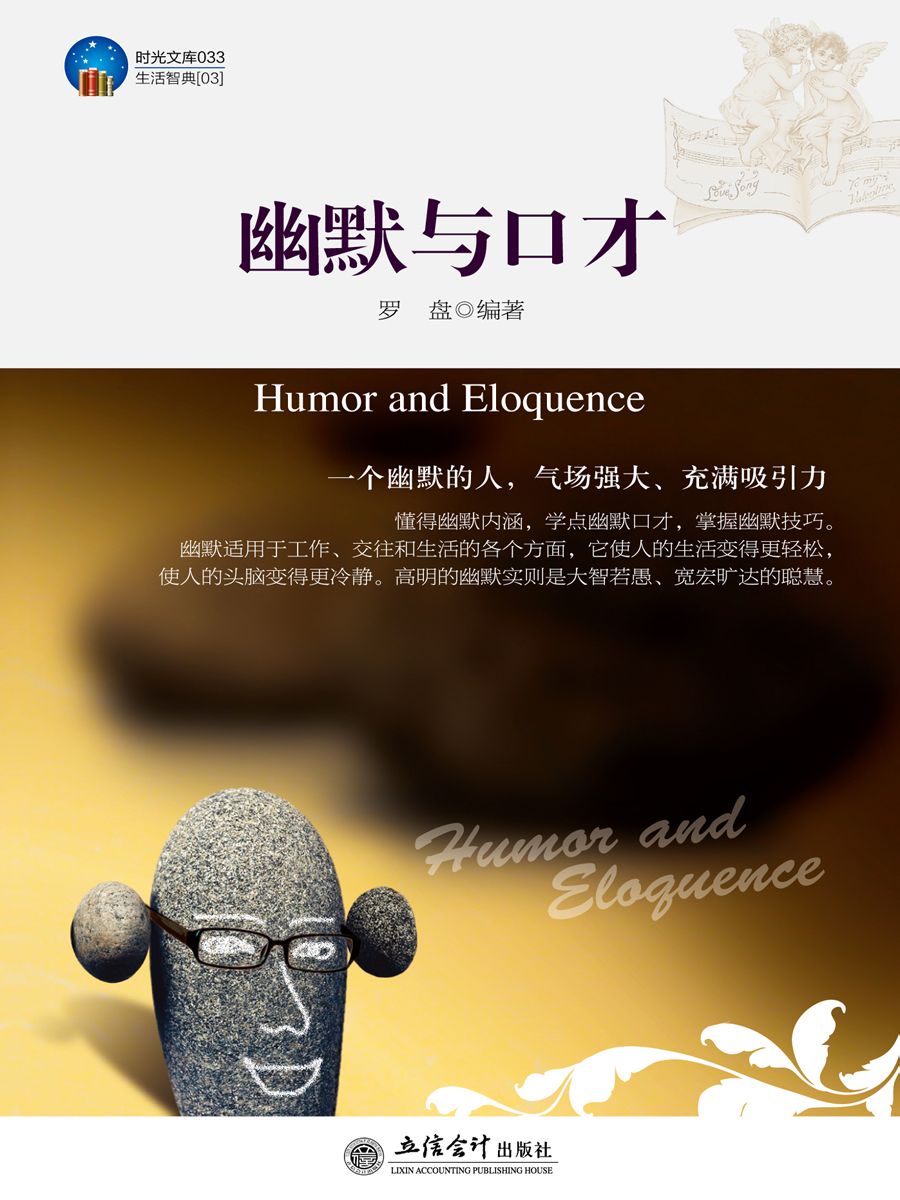 时光文库033
生活智典[03]
Love Song
To my
Valentine
幽默与口才
罗 盘◎编著
Humor and Eloquence
一个幽默的人，气场强大、充满吸引力
懂得幽默内涵，学点幽默口才，掌握幽默技巧。
幽默适用于工作、交往和生活的各个方面，它使人的生活变得更轻松，
使人的头脑变得更冷静。高明的幽默实则是大智若愚、宽宏旷达的聪慧。
Humor and
Eloquence
立信会计出版社
LIXIN ACCOUNTING PUBLISHING HOUSE